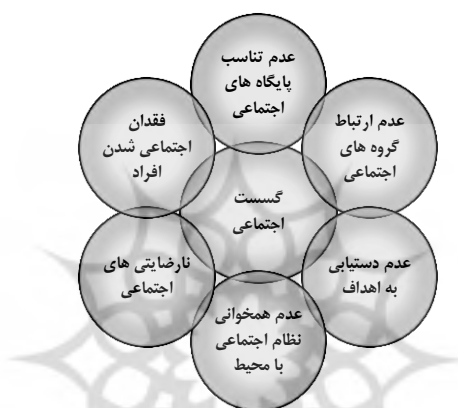 عدم تناسب
پایگاه های
اجتماعی
عدم ارتباط
گروه های
اجتماعی
فقدان
اجتماعی شدن
افراد
گسست
اجتماعی
عدم دستیابی
به اهداف
نارضایتی های
اجتماعی
عدم همخوانی
نظام اجتماعی
با محیط